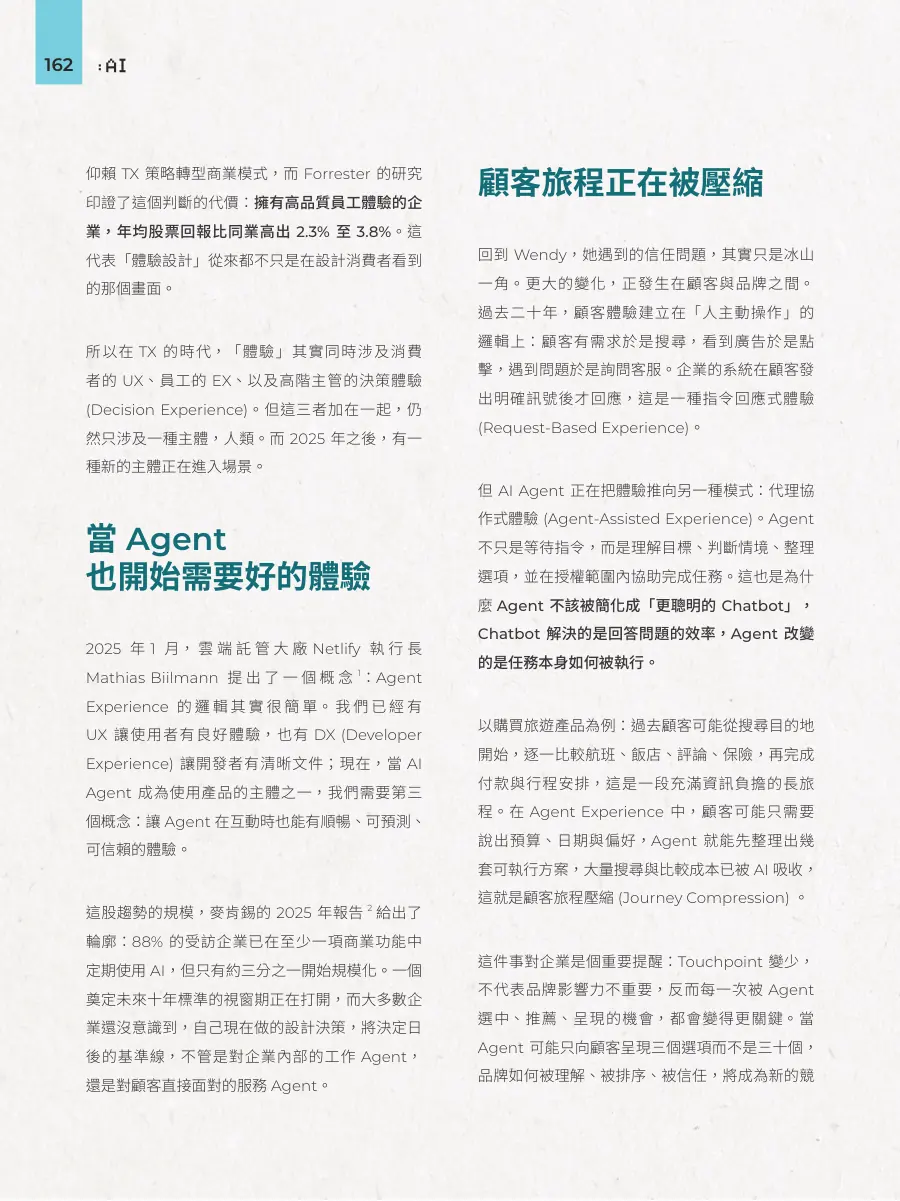 162
:AI
仰賴 TX 策略轉型商業模式，而 Forrester 的研究
印證了這個判斷的代價：擁有高品質員工體驗的企
業，年均股票回報比同業高出 2.3% 至 3.8%。這
代表「體驗設計」從來都不只是在設計消費者看到
的那個畫面。
所以在 TX 的時代，「體驗」其實同時涉及消費
者的 UX、員工的 EX、以及高階主管的決策體驗
(Decision Experience)。但這三者加在一起，仍
然只涉及一種主體，人類。而 2025 年之後，有一
種新的主體正在進入場景。
當 Agent
也開始需要好的體驗
2025 年 1 月，雲端託管大廠 Netlify 執行長
Mathias Biilmann 提出了一個概念¹：Agent
Experience 的邏輯其實很簡單。我們已經有
UX 讓使用者有良好體驗，也有 DX (Developer
Experience) 讓開發者有清晰文件；現在，當 AI
Agent 成為使用產品的主體之一，我們需要第三
個概念：讓 Agent 在互動時也能有順暢、可預測、
可信賴的體驗。
這股趨勢的規模，麥肯錫的 2025 年報告²給出了
輪廓：88% 的受訪企業已在至少一項商業功能中
定期使用 AI，但只有約三分之一開始規模化。一個
奠定未來十年標準的視窗期正在打開，而大多數企
業還沒意識到，自己現在做的設計決策，將決定日
後的基準線，不管是對企業內部的工作 Agent，
還是對顧客直接面對的服務 Agent。
顧客旅程正在被壓縮
回到 Wendy，她遇到的信任問題，其實只是冰山
一角。更大的變化，正發生在顧客與品牌之間。
過去二十年，顧客體驗建立在「人主動操作」的
邏輯上：顧客有需求於是搜尋，看到廣告於是點
擊，遇到問題於是詢問客服。企業的系統在顧客發
出明確訊號後才回應，這是一種指令回應式體驗
(Request-Based Experience)。
但 AI Agent 正在把體驗推向另一種模式：代理協
作式體驗 (Agent-Assisted Experience)。Agent
不只是等待指令，而是理解目標、判斷情境、整理
選項，並在授權範圍內協助完成任務。這也是為什
麼 Agent 不該被簡化成「更聰明的 Chatbot」，
Chatbot 解決的是回答問題的效率，Agent 改變
的是任務本身如何被執行。
以購買旅遊產品為例：過去顧客可能從搜尋目的地
開始，逐一比較航班、飯店、評論、保險，再完成
付款與行程安排，這是一段充滿資訊負擔的長旅
程。在 Agent Experience 中，顧客可能只需要
說出預算、日期與偏好，Agent 就能先整理出幾
套可執行方案，大量搜尋與比較成本已被 AI 吸收，
這就是顧客旅程壓縮 (Journey Compression) 。
這件事對企業是個重要提醒：Touchpoint 變少，
不代表品牌影響力不重要，反而每一次被 Agent
選中、推薦、呈現的機會，都會變得更關鍵。當
Agent 可能只向顧客呈現三個選項而不是三十個，
品牌如何被理解、被排序、被信任，將成為新的競